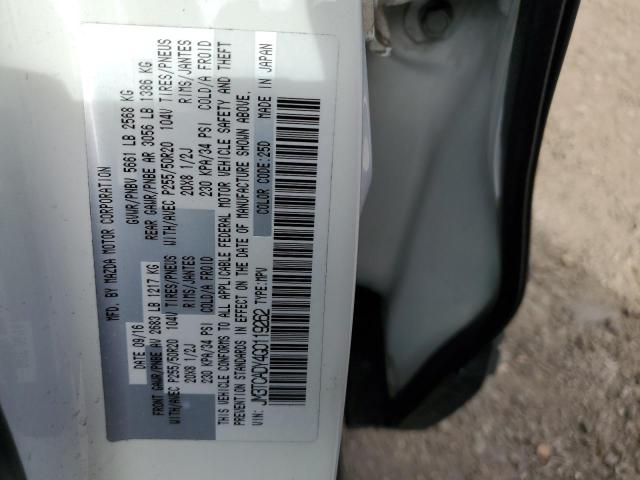 MFD. BY MAZDA MOTOR CORPORATION
DATE 09/16 GVWR/PNBV 5661 LB 2568 KG
FRONT GAWR/PNBE AV 2683 LB 1217 KG REAR GAWR/PNBE AR 3056 LB 1386 KG
WITH/AVEC P255/50R20 104V TIRES/PNEUS WITH/AVEC P255/50R20 104V TIRES/PNEUS
20X8 1/2J RIMS/JANTES 20X8 1/2J RIMS/JANTES
230 KPA/34 PSI COLD/A FROID 230 KPA/34 PSI COLD/A FROID
THIS VEHICLE CONFORMS TO ALL APPLICABLE FEDERAL MOTOR VEHICLE SAFETY AND THEFT
PREVENTION STANDARDS IN EFFECT ON THE DATE OF MANUFACTURE SHOWN ABOVE.
VIN: JM3TCADY4G0119262 TYPE:MPV COLOR CODE:25D MADE IN JAPAN